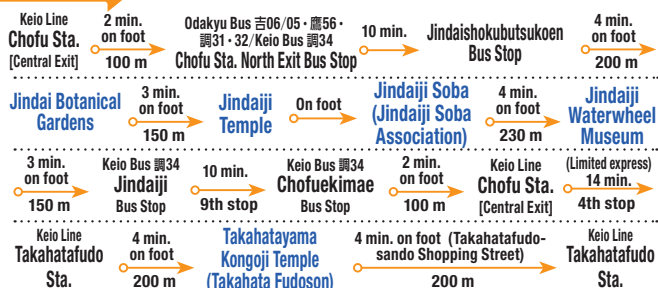 Keio Line
Chofu Sta.
[Central Exit]
2 min.
on foot
100 m
Odakyu Bus 吉06/05・鷹56・
調31・32/Keio Bus 調34
Chofu Sta. North Exit Bus Stop
10 min.
Jindaishokubutsukoen
Bus Stop
4 min.
on foot
200 m
Jindai Botanical
Gardens
3 min.
on foot
150 m
Jindaiji
Temple
On foot
Jindaiji Soba
(Jindaiji Soba
Association)
4 min.
on foot
230 m
Jindaiji
Waterwheel
Museum
3 min.
on foot
150 m
Keio Bus 調34
Jindaiji
Bus Stop
10 min.
9th stop
Keio Bus 調34
Chofuekimae
Bus Stop
2 min.
on foot
100 m
Keio Line
Chofu Sta.
[Central Exit]
(Limited express)
14 min.
4th stop
Keio Line
Takahatafudo
Sta.
4 min.
on foot
200 m
Takahatayama
Kongoji Temple
(Takahata Fudoson)
4 min. on foot (Takahatafudo-
sando Shopping Street)
200 m
Keio Line
Takahatafudo
Sta.